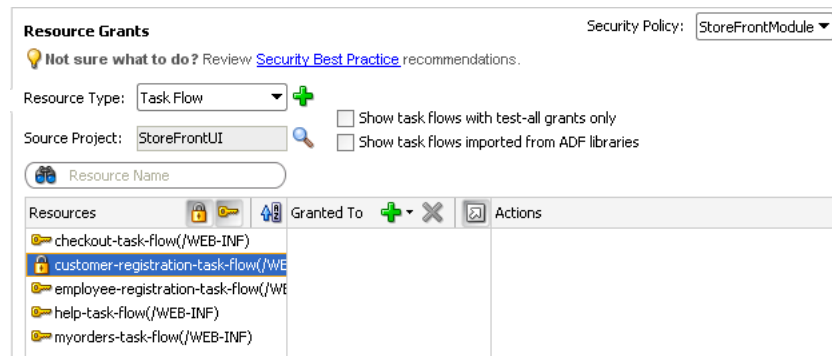 Resource Grants
Security Policy: StoreFrontModule
Not sure what to do? Review Security Best Practice recommendations.
Resource Type: Task Flow
Show task flows with test-all grants only
Source Project: StoreFrontUI
Show task flows imported from ADF libraries
Resource Name
Resources Granted To Actions
checkout-task-flow(/WEB-INF)
customer-registration-task-flow(/WE
employee-registration-task-flow(/WE
help-task-flow(/WEB-INF)
myorders-task-flow(/WEB-INF)